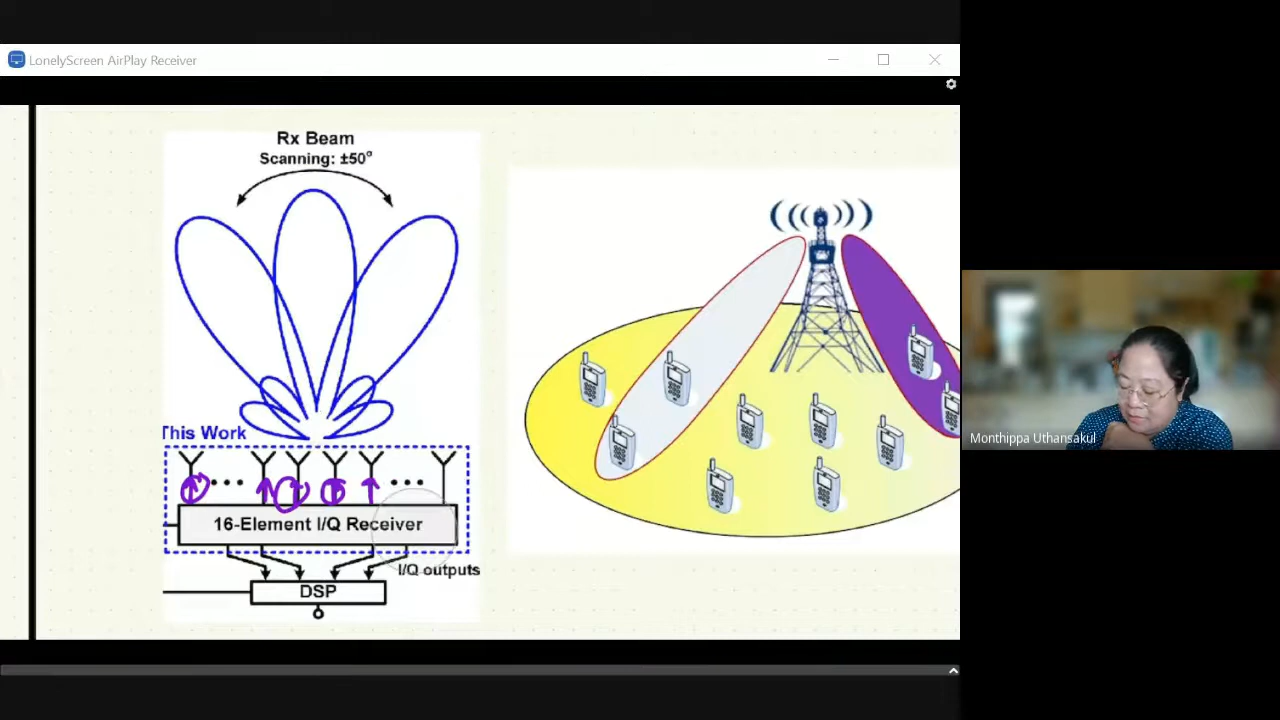 LonelyScreen AirPlay Receiver
Rx Beam
Scanning: ±50°
This Work
16-Element I/Q Receiver
I/Q outputs
DSP
Monthippa Uthansakul